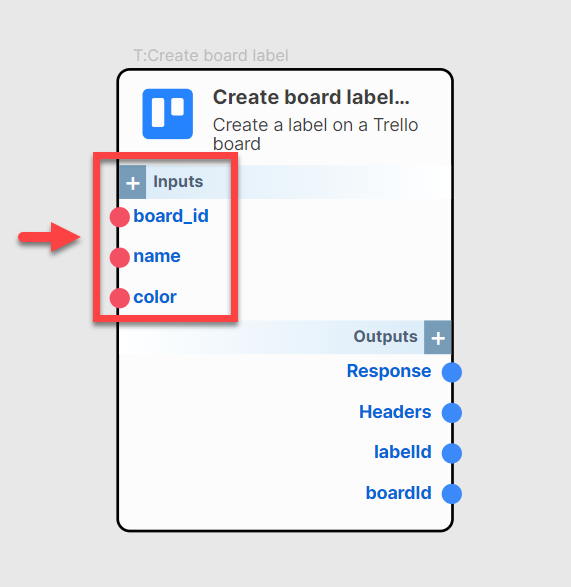 T:Create board label
Create board label...
Create a label on a Trello
board
+ Inputs
board_id
name
color
Outputs +
Response
Headers
labelId
boardId